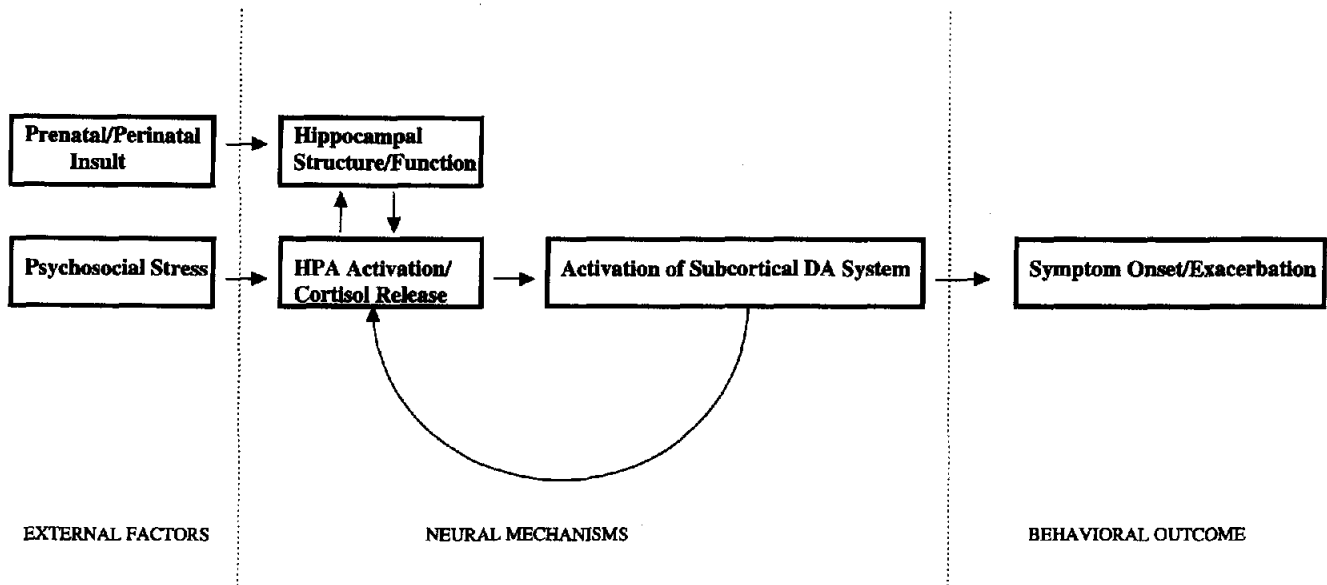 Prenatal/Perinatal
Insult
Hippocampal
Structure/Function
Psychosocial Stress
HPA Activation/
Cortisol Release
Activation of Subcortical DA System
Symptom Onset/Exacerbation
EXTERNAL FACTORS
NEURAL MECHANISMS
BEHAVIORAL OUTCOME